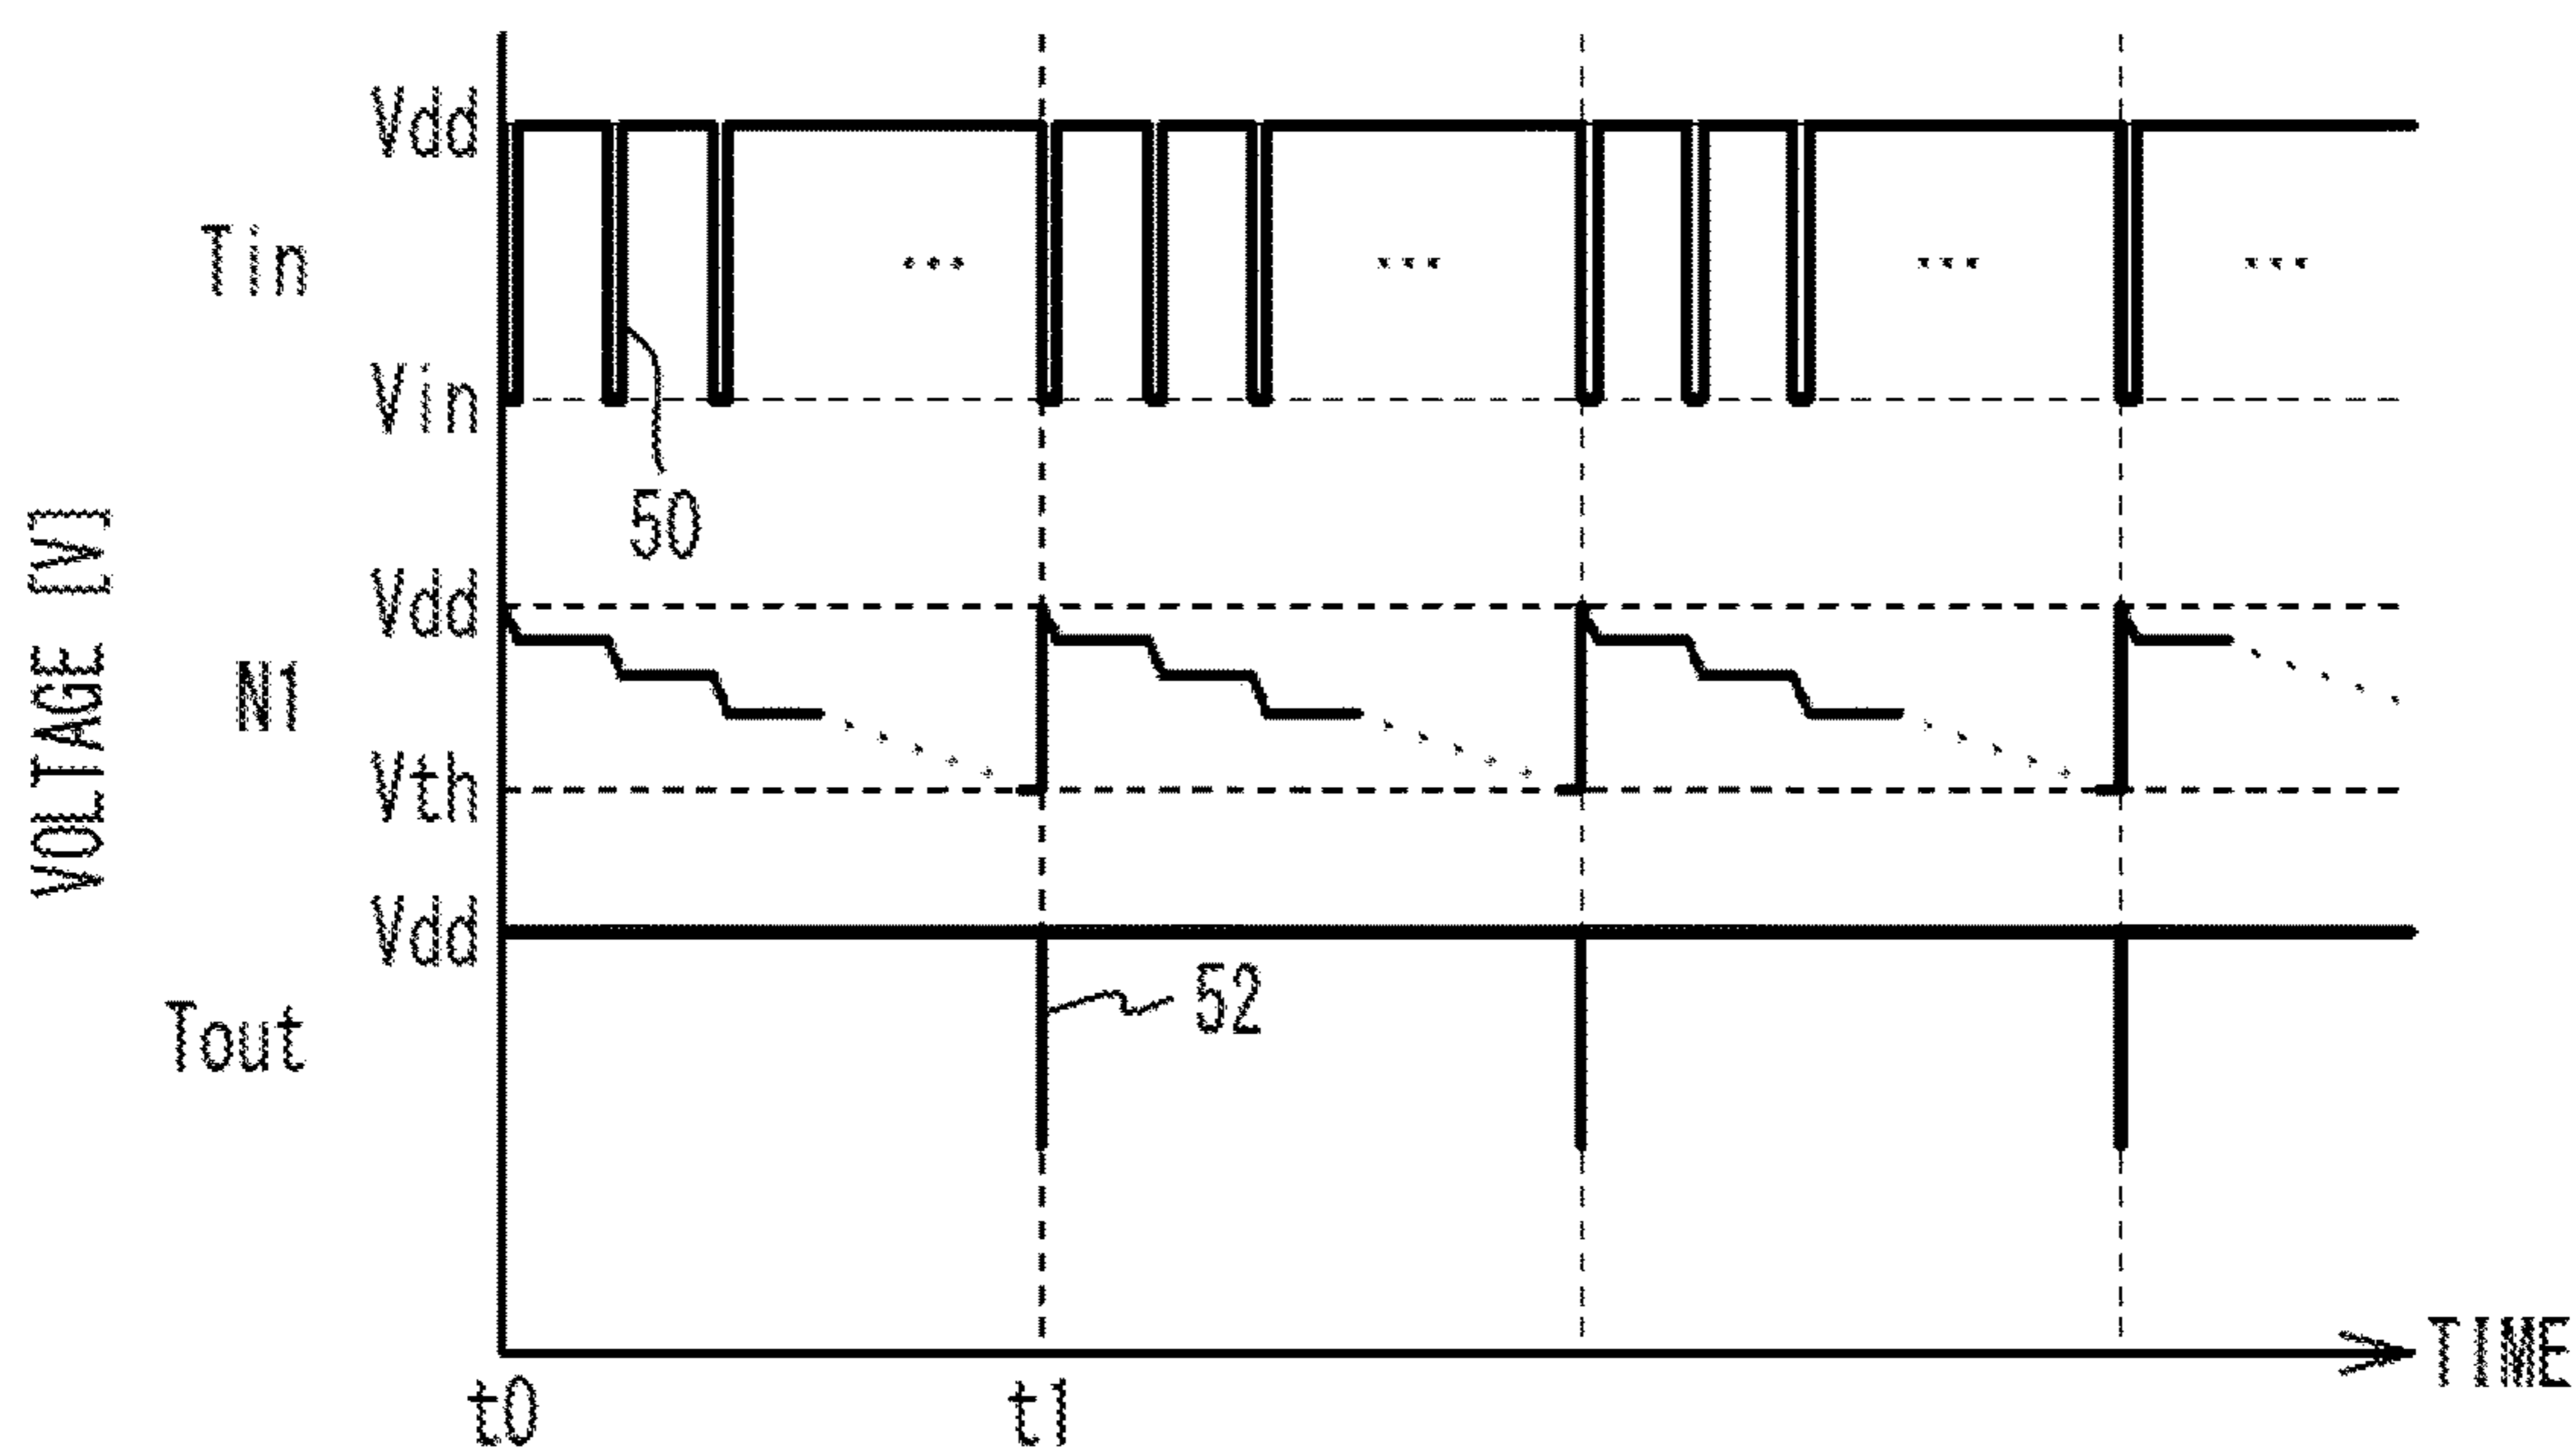 Vdd
Tin
...
...
...
...
Vin
50
VOLTAGE [V]
Vdd
N1
Vth
Vdd
52
Tout
TIME
t0
t1